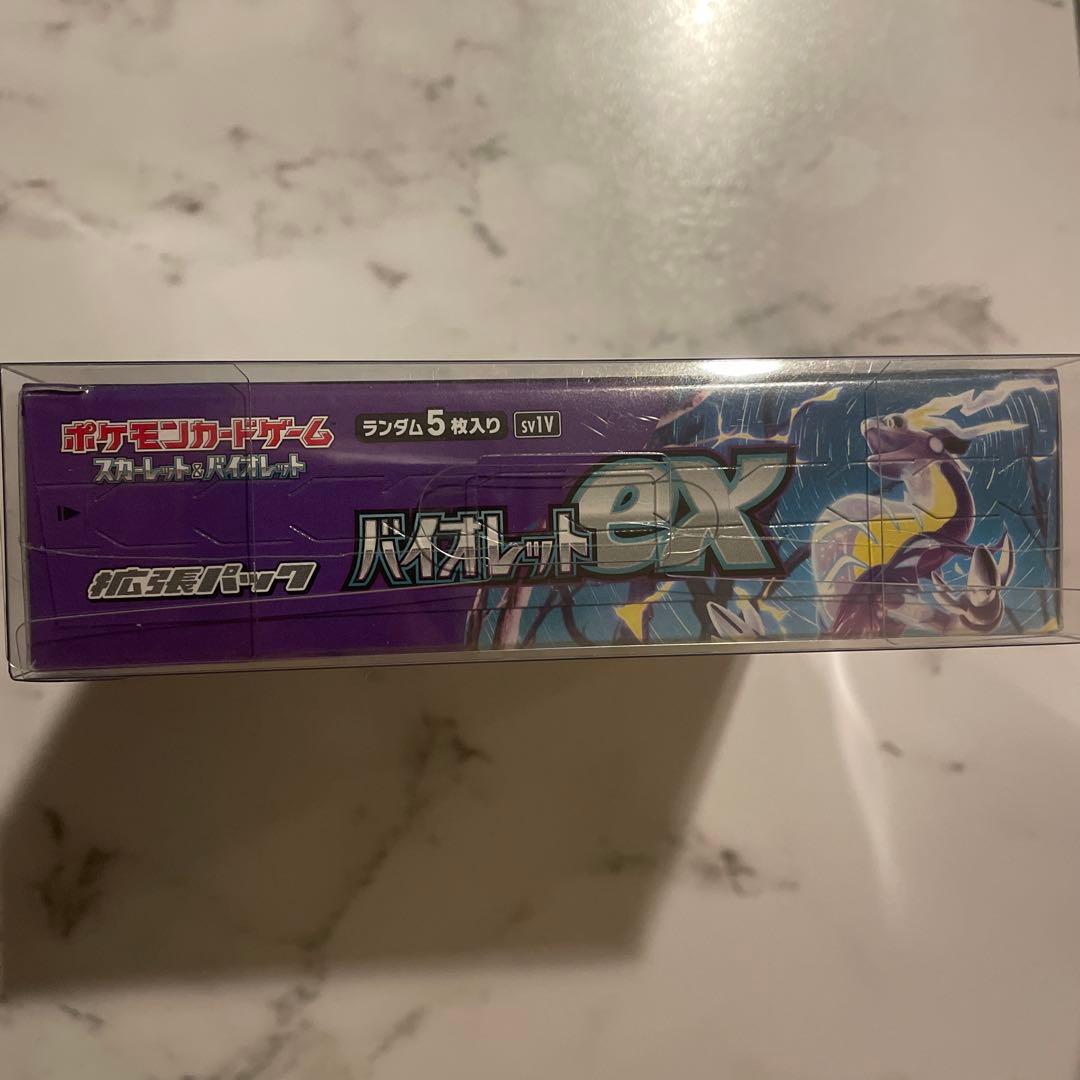 ポケモンカードゲーム
スカーレット&バイオレット
ランダム5枚入り sv1V
バイオレットex
拡張パック